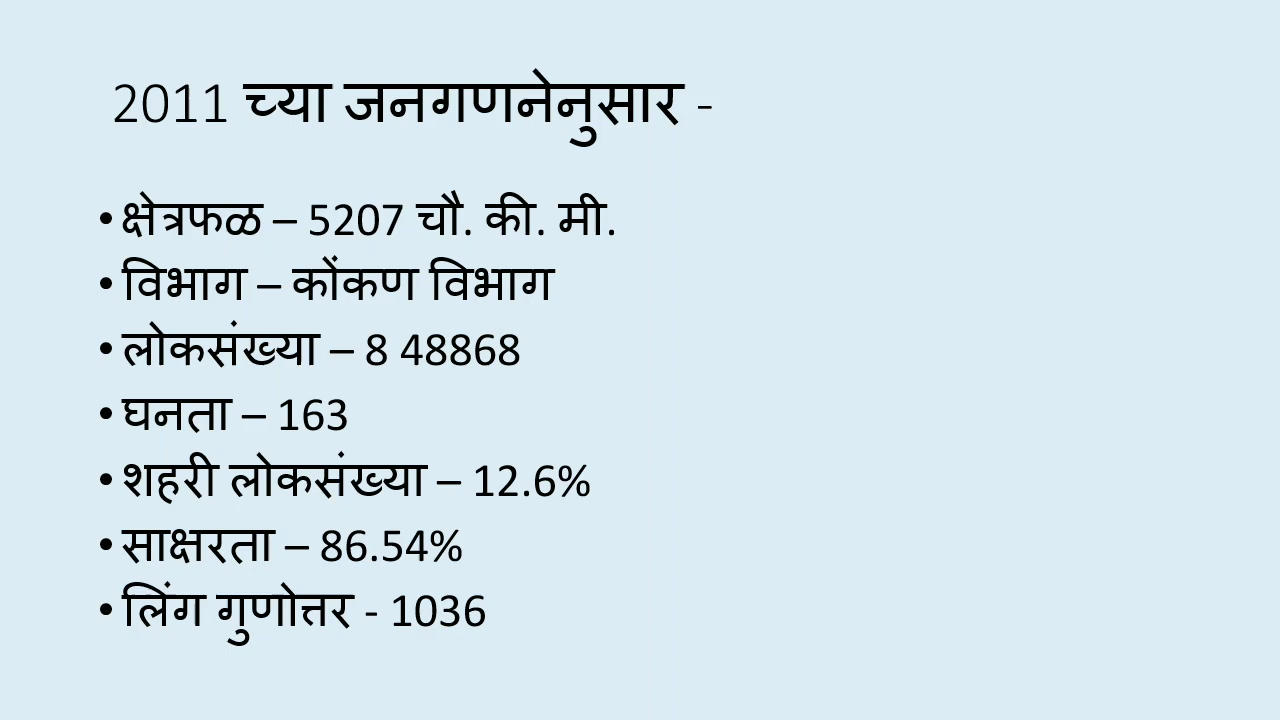 2011 च्या जनगणनेनुसार -
• क्षेत्रफळ – 5207 चौ. की. मी.
• विभाग – कोंकण विभाग
• लोकसंख्या – 8 48868
• घनता – 163
• शहरी लोकसंख्या – 12.6%
• साक्षरता – 86.54%
• लिंग गुणोत्तर - 1036